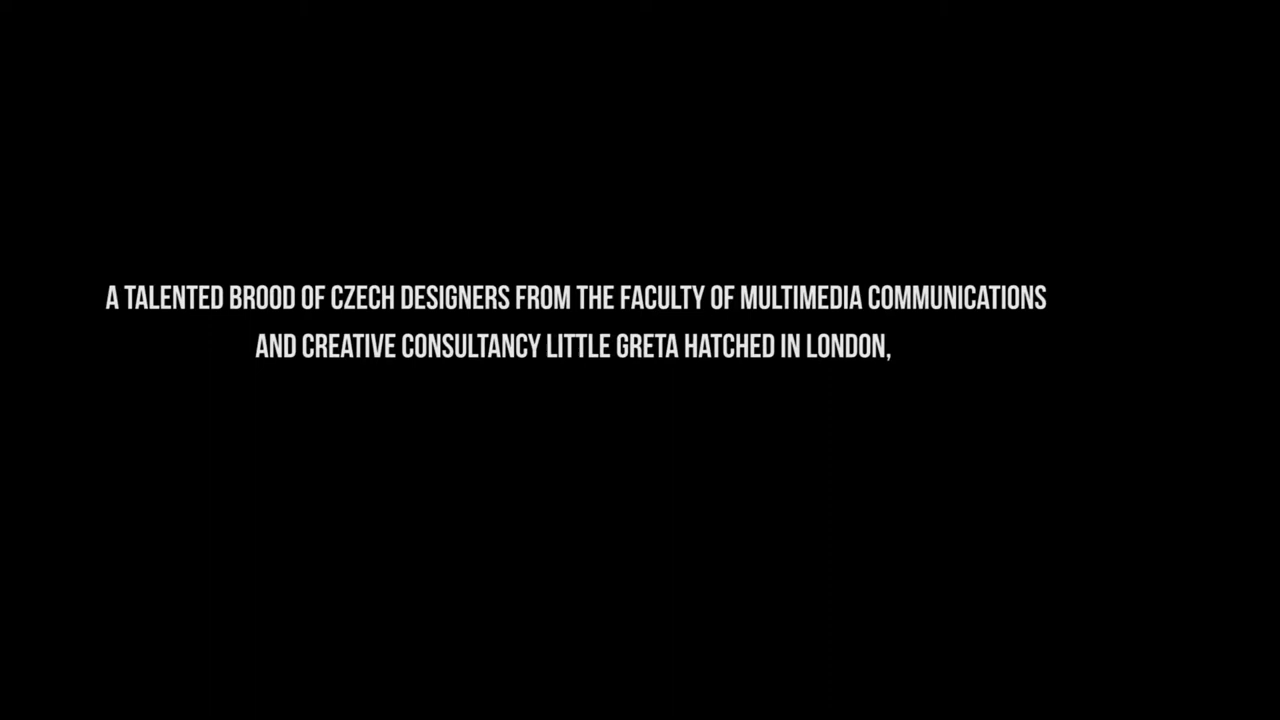 A TALENTED BROOD OF CZECH DESIGNERS FROM THE FACULTY OF MULTIMEDIA COMMUNICATIONS
AND CREATIVE CONSULTANCY LITTLE GRETA HATCHED IN LONDON,